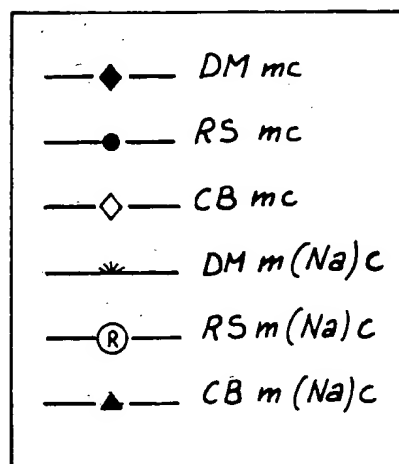 DM mc
RS mc
CB mc
DM m(Na)c
R RS m(Na)c
CB m(Na)c